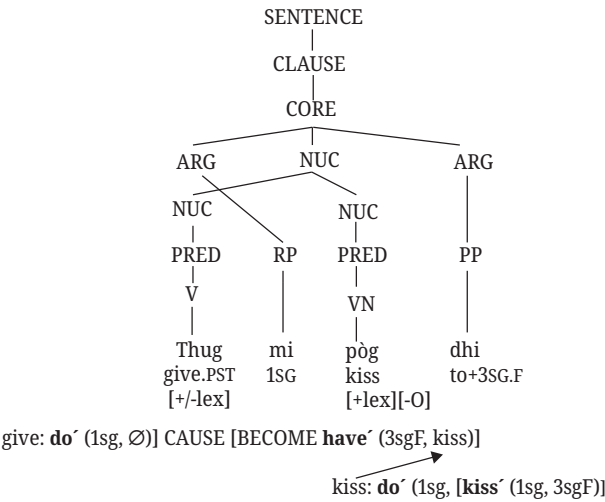 SENTENCE
CLAUSE
CORE
ARG NUC ARG
NUC NUC
PRED RP PRED PP
V VN
Thug mi pòg dhi
give.PST 1SG kiss to+3SG.F
[+/-lex] [+lex][-O]
give: do´ (1sg, ∅)] CAUSE [BECOME have´ (3sgF, kiss)]
kiss: do´ (1sg, [kiss´ (1sg, 3sgF)]